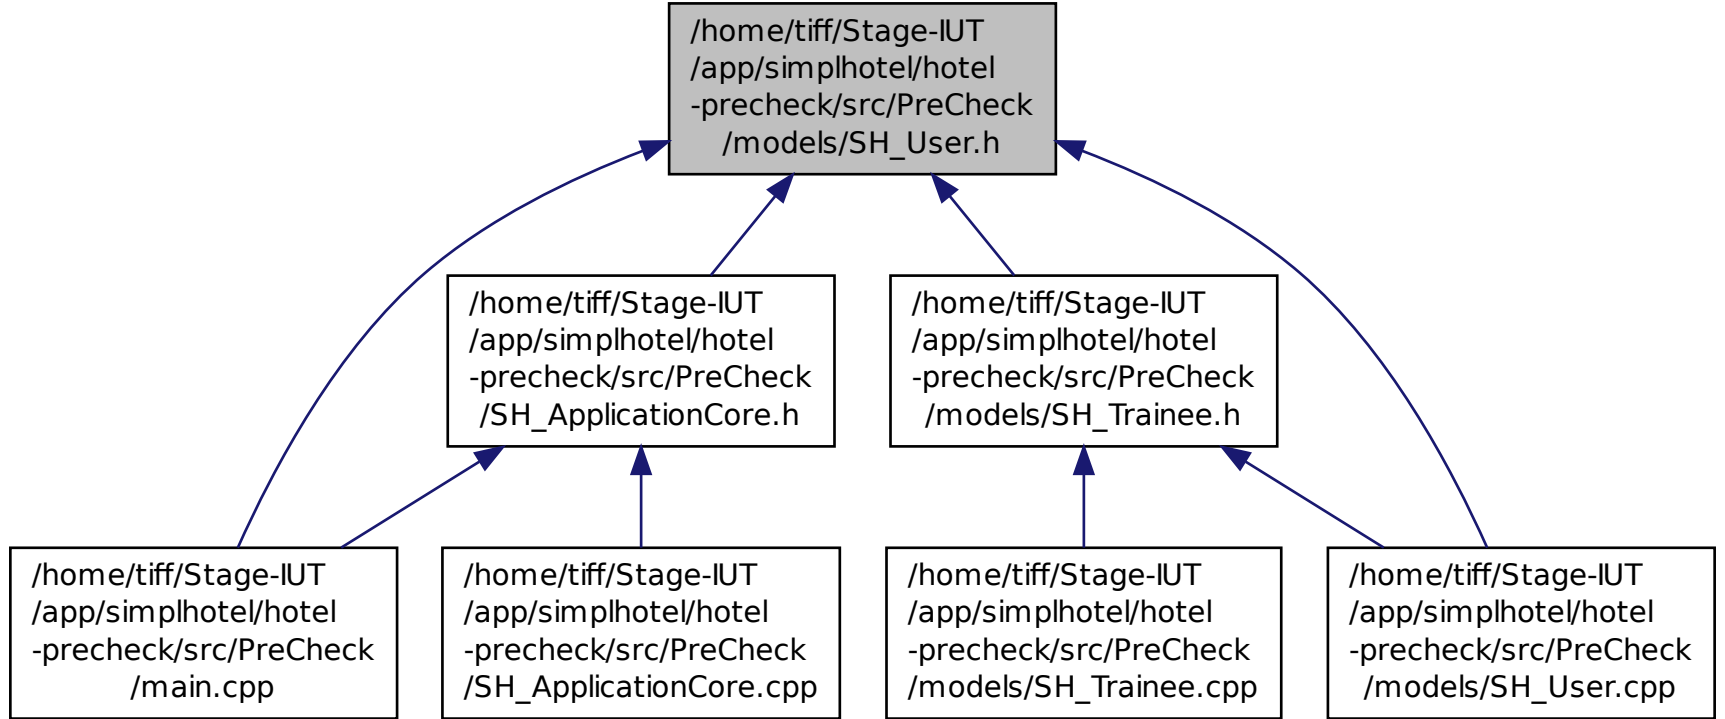 /home/tiff/Stage-IUT
/app/simplhotel/hotel
-precheck/src/PreCheck
/models/SH_User.h
/home/tiff/Stage-IUT
/app/simplhotel/hotel
-precheck/src/PreCheck
/SH_ApplicationCore.h
/home/tiff/Stage-IUT
/app/simplhotel/hotel
-precheck/src/PreCheck
/models/SH_Trainee.h
/home/tiff/Stage-IUT
/app/simplhotel/hotel
-precheck/src/PreCheck
/main.cpp
/home/tiff/Stage-IUT
/app/simplhotel/hotel
-precheck/src/PreCheck
/SH_ApplicationCore.cpp
/home/tiff/Stage-IUT
/app/simplhotel/hotel
-precheck/src/PreCheck
/models/SH_Trainee.cpp
/home/tiff/Stage-IUT
/app/simplhotel/hotel
-precheck/src/PreCheck
/models/SH_User.cpp